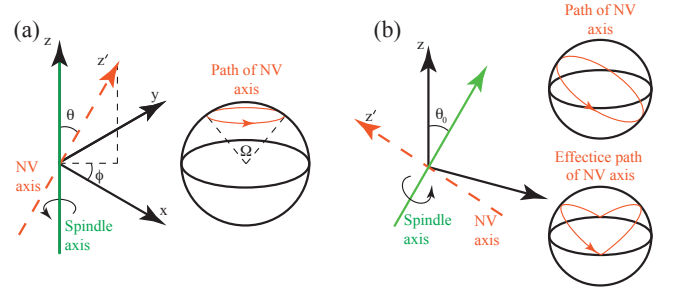 (a)
z
z′
Path of NV
axis
θ
y
Ω
NV
axis
ϕ
x
Spindle
axis
(b)
z
Path of NV
axis
z′
θ0
Effectice path
of NV axis
Spindle
axis
NV
axis